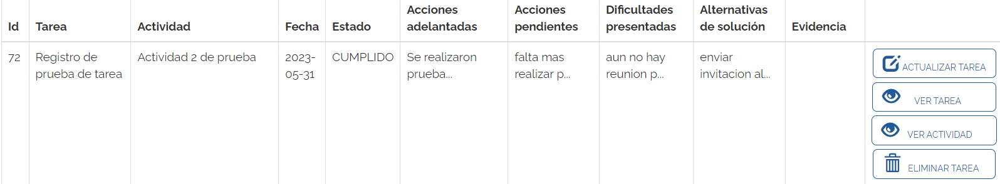 Id Tarea Actividad Fecha Estado Acciones adelantadas Acciones pendientes Dificultades presentadas Alternativas de solución Evidencia
72 Registro de prueba de tarea Actividad 2 de prueba 2023-05-31 CUMPLIDO Se realizaron prueba... falta mas realizar p... aun no hay reunion p... enviar invitacion al...
ACTUALIZAR TAREA
VER TAREA
VER ACTIVIDAD
ELIMINAR TAREA